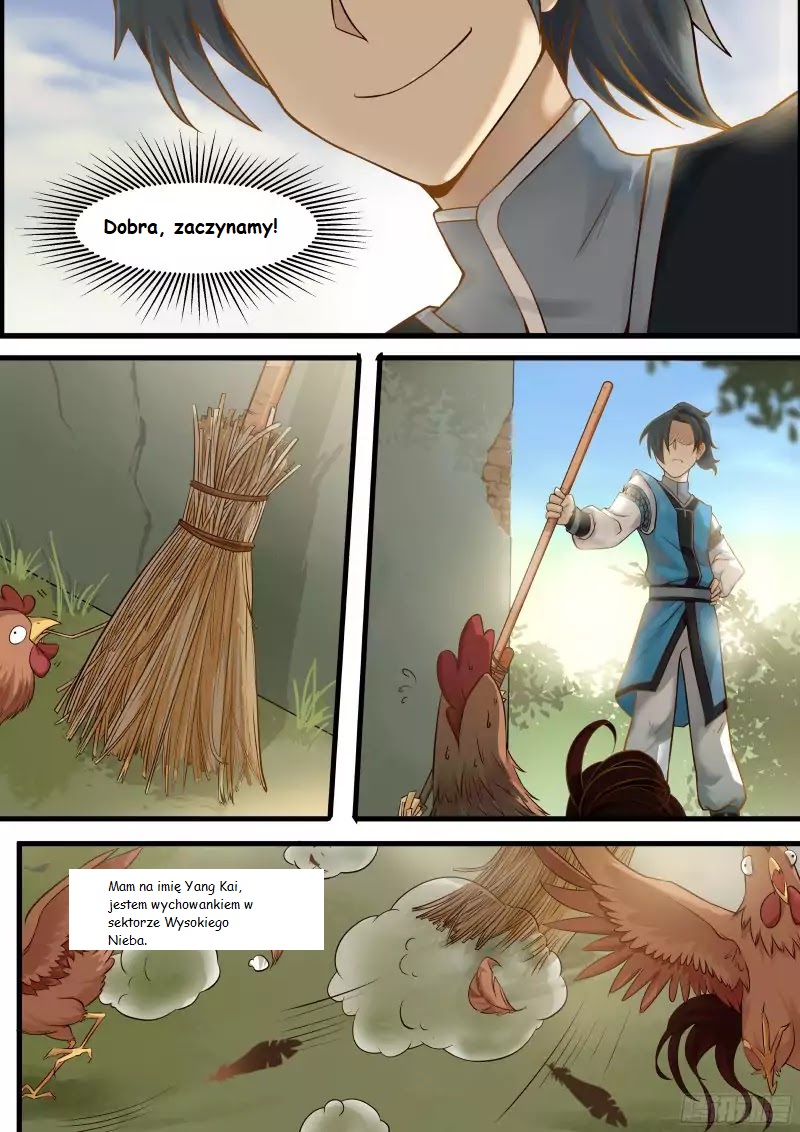 Dobra, zaczynamy!
Mam na imię Yang Kai,
jestem wychowankiem w
sektorze Wysokiego
Nieba.